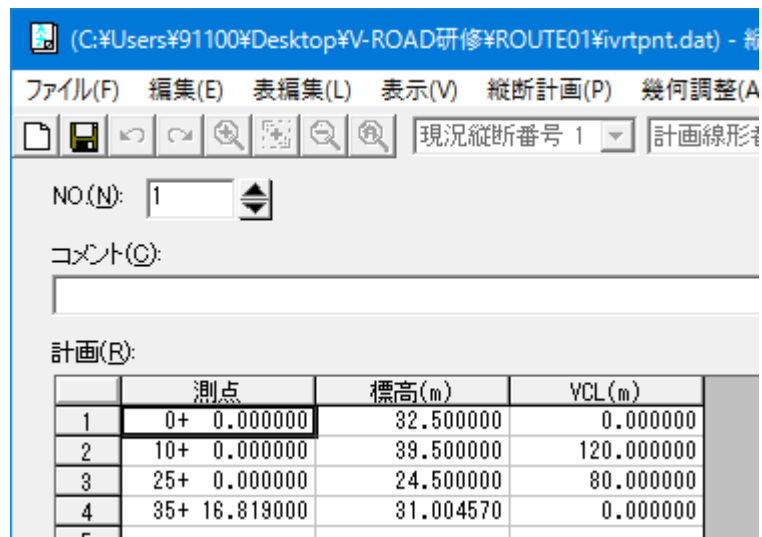 (C:¥Users¥91100¥Desktop¥V-ROAD研修¥ROUTE01¥ivrtpnt.dat) - 縦
ファイル(F) 編集(E) 表編集(L) 表示(V) 縦断計画(P) 幾何調整(A
現況縦断番号 1 計画線形
NO.(N): 1
コメント(C):
計画(R):
測点 標高(m) VCL(m)
1 0+ 0.000000 32.500000 0.000000
2 10+ 0.000000 39.500000 120.000000
3 25+ 0.000000 24.500000 80.000000
4 35+ 16.819000 31.004570 0.000000